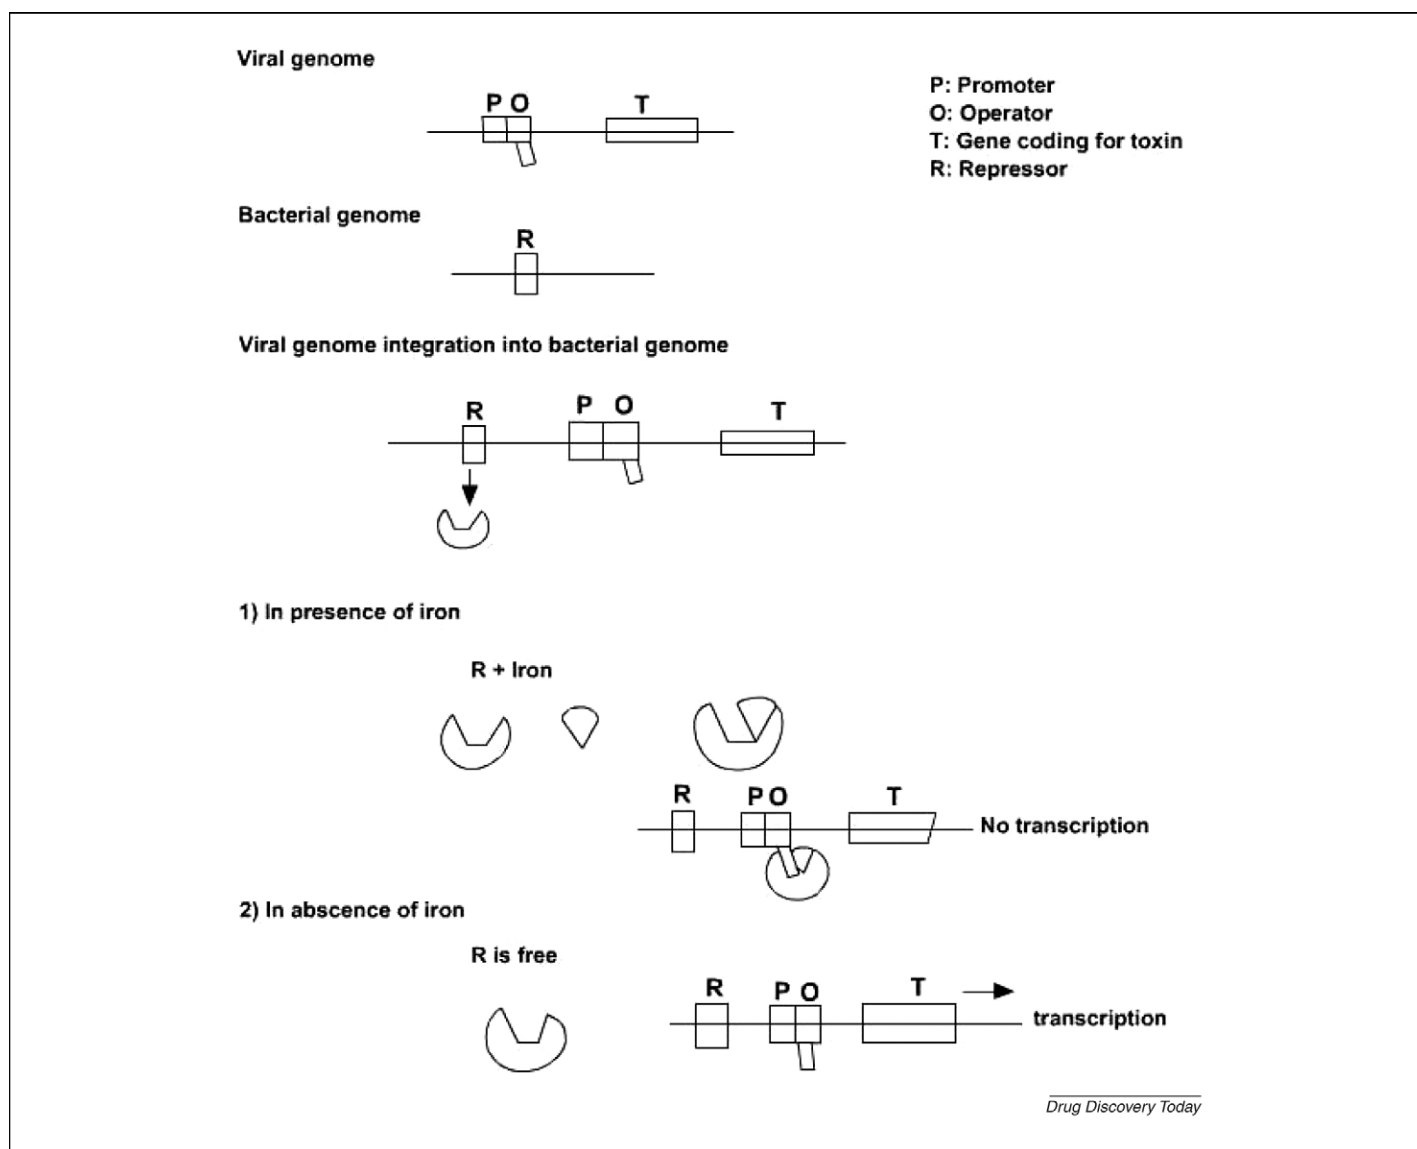 Viral genome
P O T
P: Promoter
O: Operator
T: Gene coding for toxin
R: Repressor
Bacterial genome
R
Viral genome integration into bacterial genome
R P O T
1) In presence of iron
R + Iron
R P O T
No transcription
2) In abscence of iron
R is free
R P O T
transcription
Drug Discovery Today